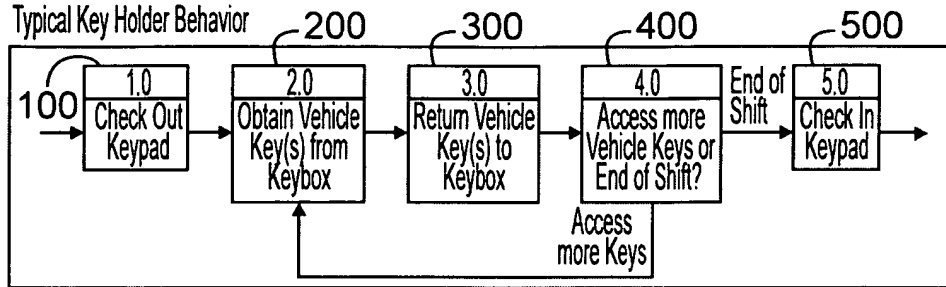 Typical Key Holder Behavior
100
1.0
Check Out
Keypad
200
2.0
Obtain Vehicle
Key(s) from
Keybox
300
3.0
Return Vehicle
Key(s) to
Keybox
400
4.0
Access more
Vehicle Keys or
End of Shift?
End of
Shift
Access
more Keys
500
5.0
Check In
Keypad